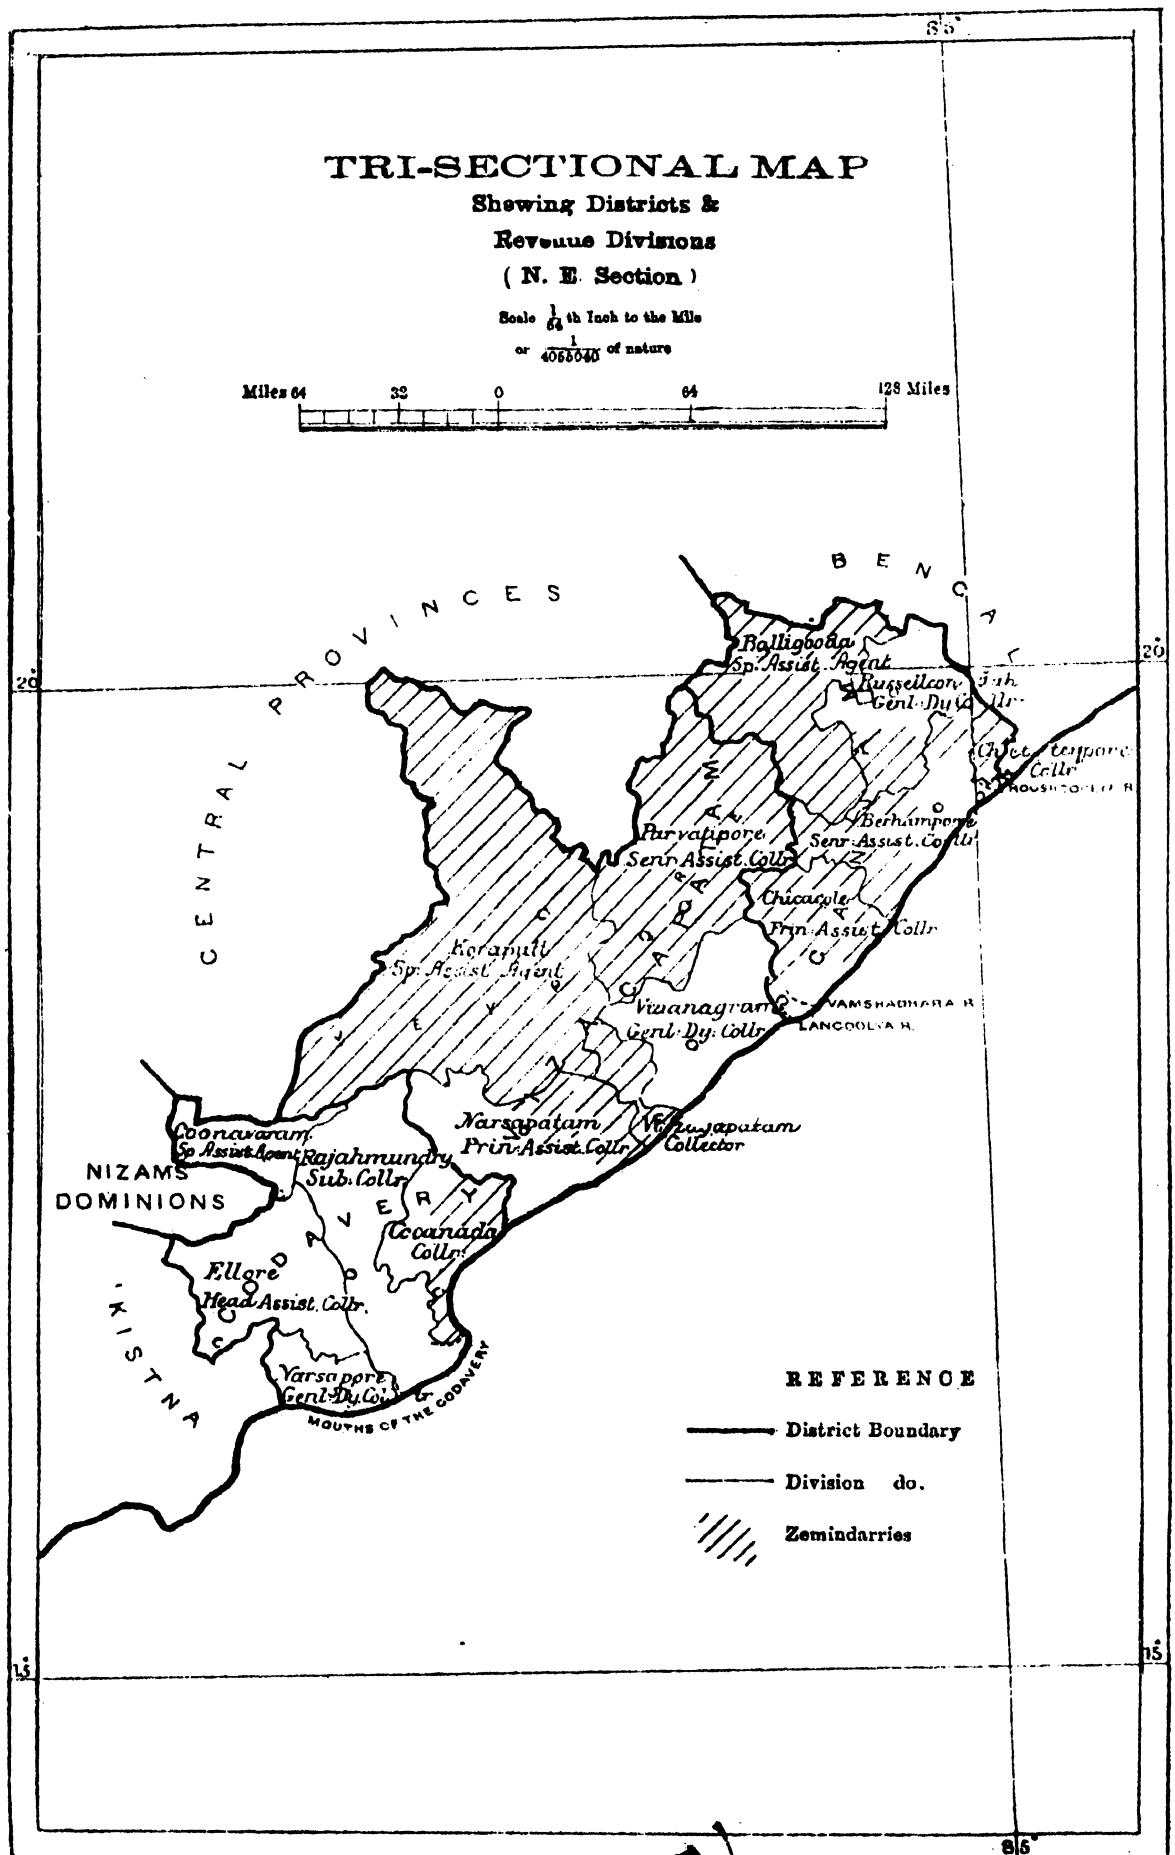 85°
TRI-SECTIONAL MAP
Shewing Districts &
Revenue Divisions
( N. E. Section )
Scale 1/64 th Inch to the Mile
or 1/4055040 of nature
Miles 64 32 0 64 128 Miles
BENGAL
CENTRAL PROVINCES
20° 20°
Balligooda
Sp. Assist. Agent
Russellcon
Genl. Dy. Collr.
Collr
Parvatipore
Senr. Assist. Collr
Berhampore
Senr. Assist. Collr
Chicacole
Prin. Assist. Collr
GANJAM
Koraputt
Sp. Assist. Agent
Vizianagram
Genl. Dy. Collr
VAMSHADHARA R.
LANGOOLYA R.
Narsapatam
Prin. Assist. Collr
Collector
Coonavaram
Sp. Assist. Agent
Rajahmundry
Sub. Collr
NIZAMS
DOMINIONS
GODAVERY
Cocanada
Collr.
Ellore
Head Assist. Collr.
KISTNA
Narsapore
Genl. Dy. Collr
MOUTHS OF THE GODAVERY
REFERENCE
District Boundary
Division do.
Zemindarries
15° 15°
85°